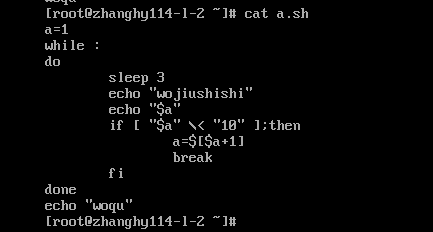 woqu
[root@zhanghy114-l-2 ~]# cat a.sh
a=1
while :
do
        sleep 3
        echo "wojiushishi"
        echo "$a"
        if [ "$a" \< "10" ];then
                a=$[$a+1]
                break
        fi
done
echo "woqu"
[root@zhanghy114-l-2 ~]#